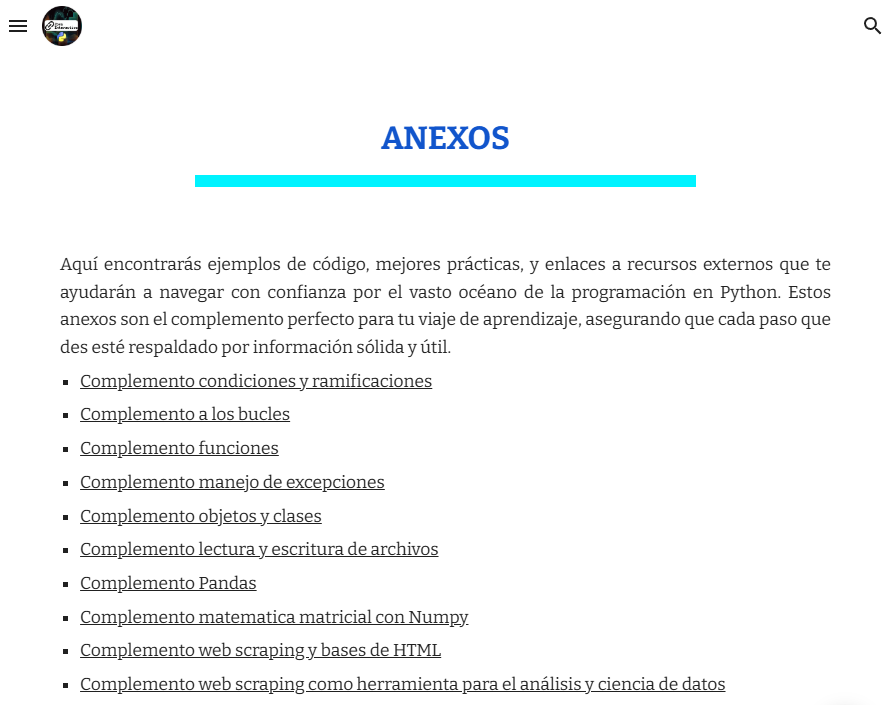 ANEXOS
Aquí encontrarás ejemplos de código, mejores prácticas, y enlaces a recursos externos que te
ayudarán a navegar con confianza por el vasto océano de la programación en Python. Estos
anexos son el complemento perfecto para tu viaje de aprendizaje, asegurando que cada paso que
des esté respaldado por información sólida y útil.
Complemento condiciones y ramificaciones
Complemento a los bucles
Complemento funciones
Complemento manejo de excepciones
Complemento objetos y clases
Complemento lectura y escritura de archivos
Complemento Pandas
Complemento matematica matricial con Numpy
Complemento web scraping y bases de HTML
Complemento web scraping como herramienta para el análisis y ciencia de datos